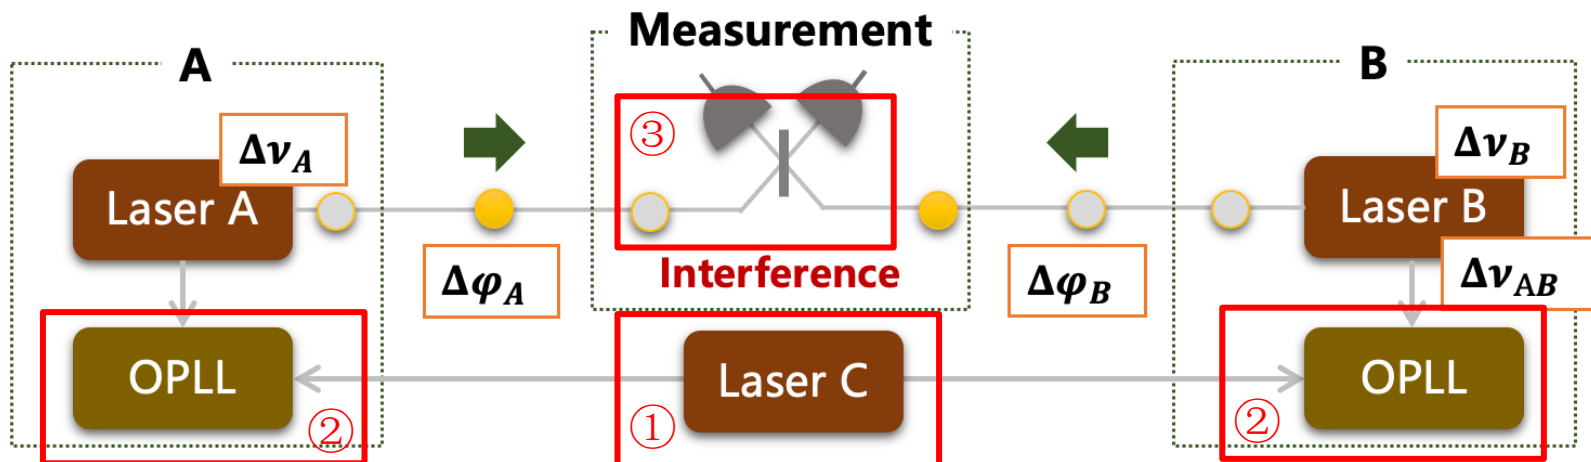 Measurement
A
B
③
Δν_A
Δν_B
Laser A
Laser B
Interference
Δφ_A
Δφ_B
Δν_AB
OPLL
Laser C
OPLL
②
①
②